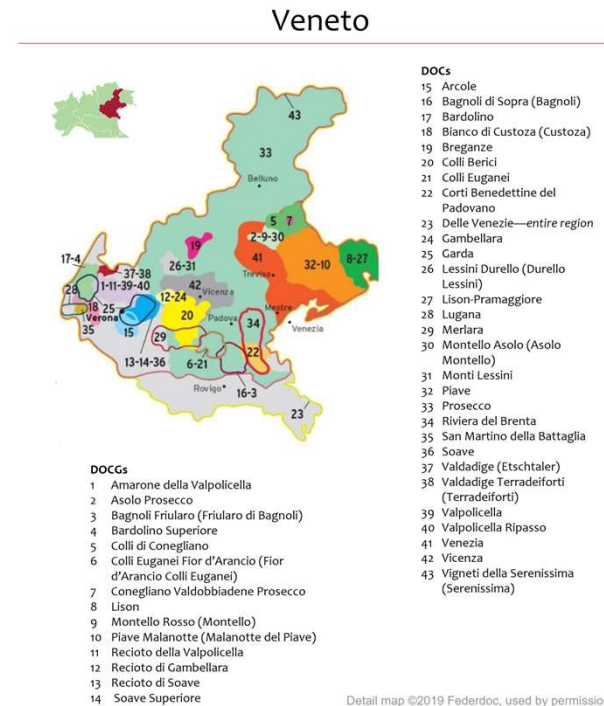 Veneto
43
33
Belluno
5 7
2-9-30
19
41
32-10
8-27
17-4
37-38
26-31
Treviso
1-11-39-40
28
42 Vicenza
12-24
18 25
Verona
20
Padova
Mestre
Venezia
35
15
34
29
13-14-36
6-21
22
Rovigo
16-3
23
DOCs
15 Arcole
16 Bagnoli di Sopra (Bagnoli)
17 Bardolino
18 Bianco di Custoza (Custoza)
19 Breganze
20 Colli Berici
21 Colli Euganei
22 Corti Benedettine del
Padovano
23 Delle Venezie—entire region
24 Gambellara
25 Garda
26 Lessini Durello (Durello
Lessini)
27 Lison-Pramaggiore
28 Lugana
29 Merlara
30 Montello Asolo (Asolo
Montello)
31 Monti Lessini
32 Piave
33 Prosecco
34 Riviera del Brenta
35 San Martino della Battaglia
36 Soave
37 Valdadige (Etschtaler)
38 Valdadige Terradeiforti
(Terradeiforti)
39 Valpolicella
40 Valpolicella Ripasso
41 Venezia
42 Vicenza
43 Vigneti della Serenissima
(Serenissima)
DOCGs
1 Amarone della Valpolicella
2 Asolo Prosecco
3 Bagnoli Friularo (Friularo di Bagnoli)
4 Bardolino Superiore
5 Colli di Conegliano
6 Colli Euganei Fior d'Arancio (Fior
d'Arancio Colli Euganei)
7 Conegliano Valdobbiadene Prosecco
8 Lison
9 Montello Rosso (Montello)
10 Piave Malanotte (Malanotte del Piave)
11 Recioto della Valpolicella
12 Recioto di Gambellara
13 Recioto di Soave
14 Soave Superiore
Detail map ©2019 Federdoc, used by permissio